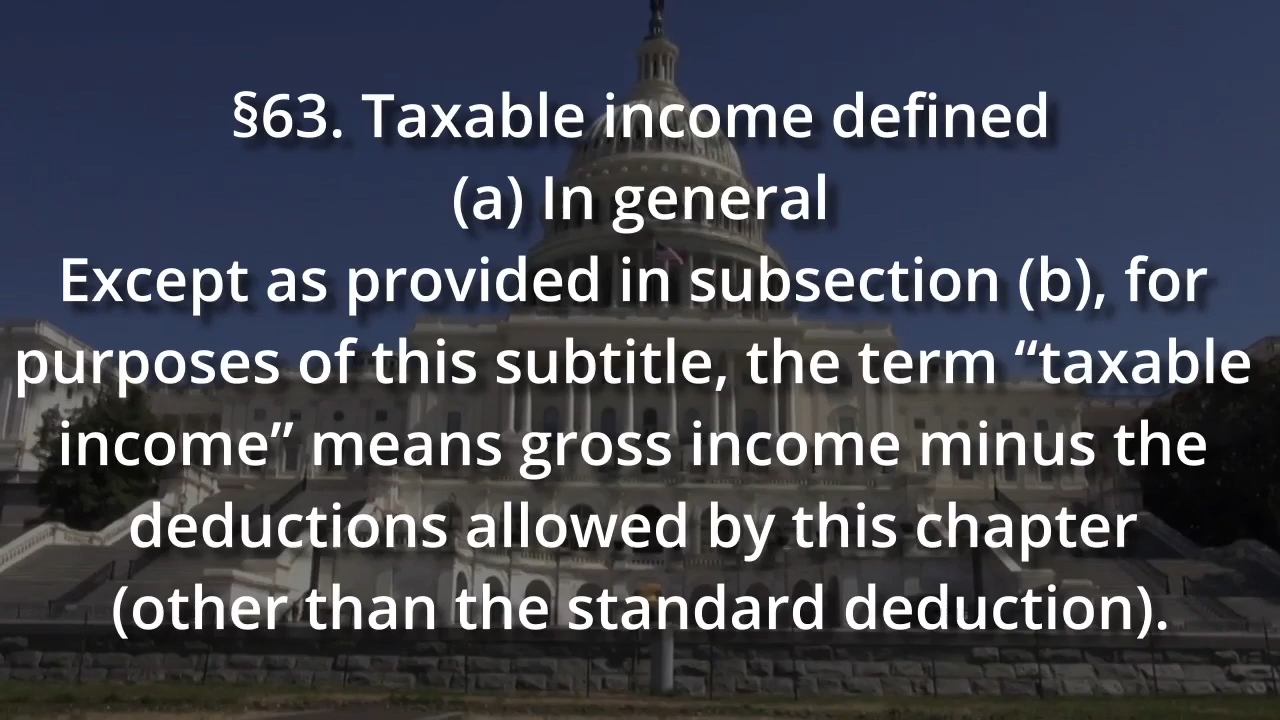 §63. Taxable income defined
(a) In general
Except as provided in subsection (b), for
purposes of this subtitle, the term “taxable
income” means gross income minus the
deductions allowed by this chapter
(other than the standard deduction).